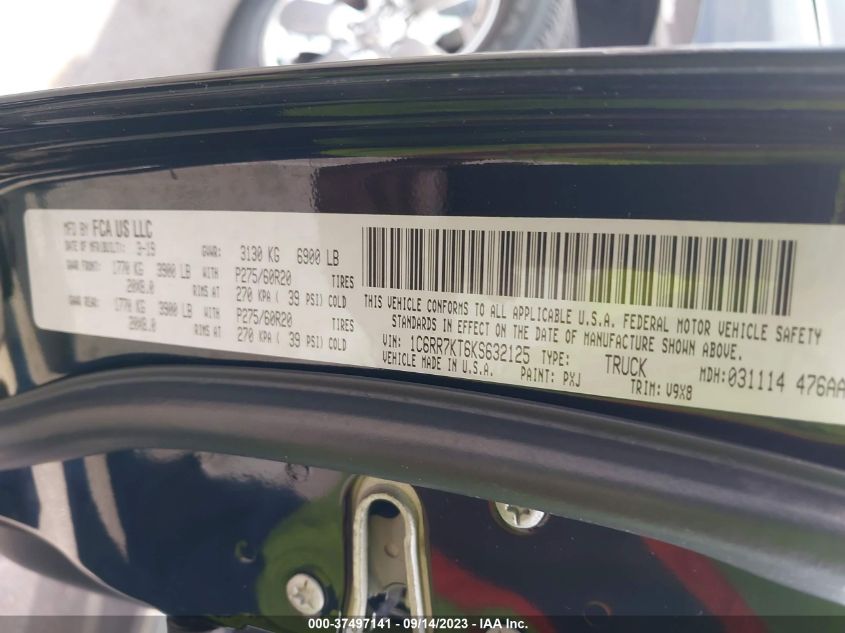 MFD BY FCA US LLC
DATE OF MFR(BUILT): 3-19 GVWR: 3130 KG 6900 LB
GAWR FRONT: 1770 KG 3900 LB WITH P275/60R20 TIRES
20X8.0 RIMS AT 270 KPA ( 39 PSI) COLD
GAWR REAR: 1770 KG 3900 LB WITH P275/60R20 TIRES
20X8.0 RIMS AT 270 KPA ( 39 PSI) COLD
THIS VEHICLE CONFORMS TO ALL APPLICABLE U.S.A. FEDERAL MOTOR VEHICLE SAFETY
STANDARDS IN EFFECT ON THE DATE OF MANUFACTURE SHOWN ABOVE.
VIN: 1C6RR7KT6KS632125 TYPE: TRUCK MDH:031114 476AA
VEHICLE MADE IN U.S.A. PAINT: PXJ TRIM: V9X8
000-37497141 - 09/14/2023 - IAA Inc.